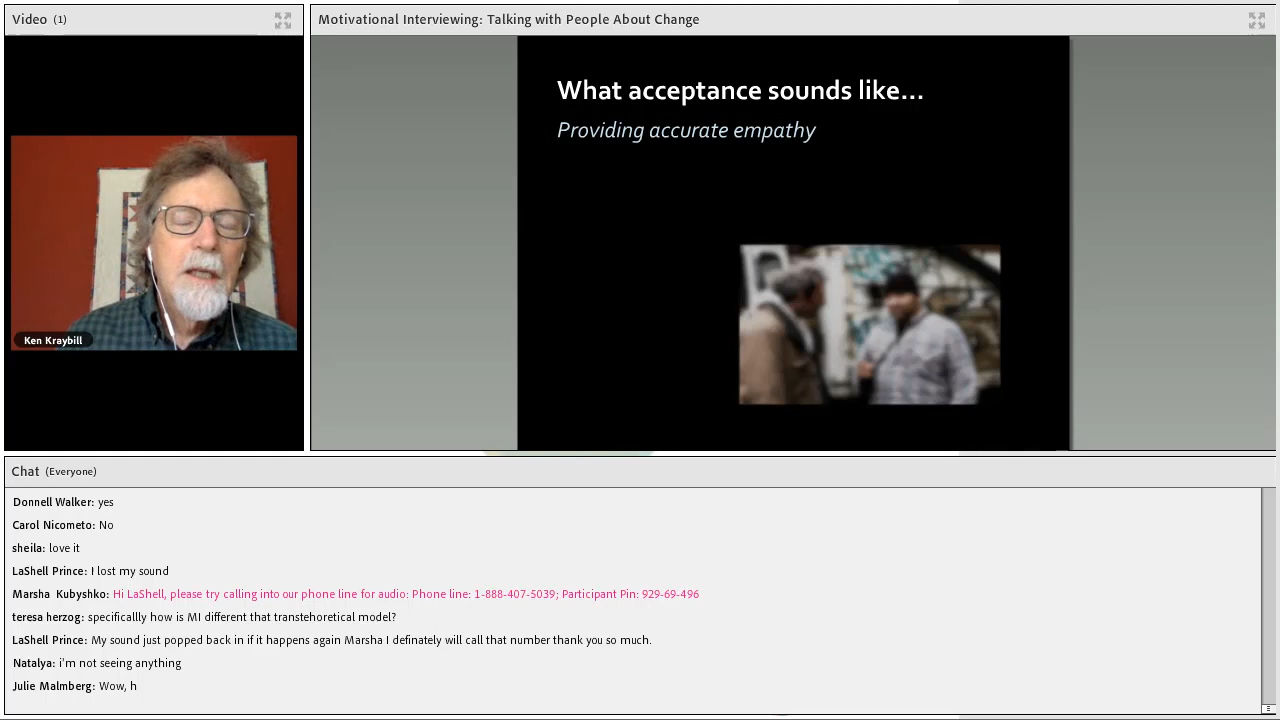 Video (1)
Motivational Interviewing: Talking with People About Change
What acceptance sounds like...
Providing accurate empathy
Ken Kraybill
Chat (Everyone)
Donnell Walker: yes
Carol Nicometo: No
sheila: love it
LaShell Prince: I lost my sound
Marsha Kubyshko: Hi LaShell, please try calling into our phone line for audio: Phone line: 1-888-407-5039; Participant Pin: 929-69-496
teresa herzog: specificallly how is MI different that transtehoretical model?
LaShell Prince: My sound just popped back in if it happens again Marsha I definately will call that number thank you so much.
Natalya: i'm not seeing anything
Julie Malmberg: Wow, h